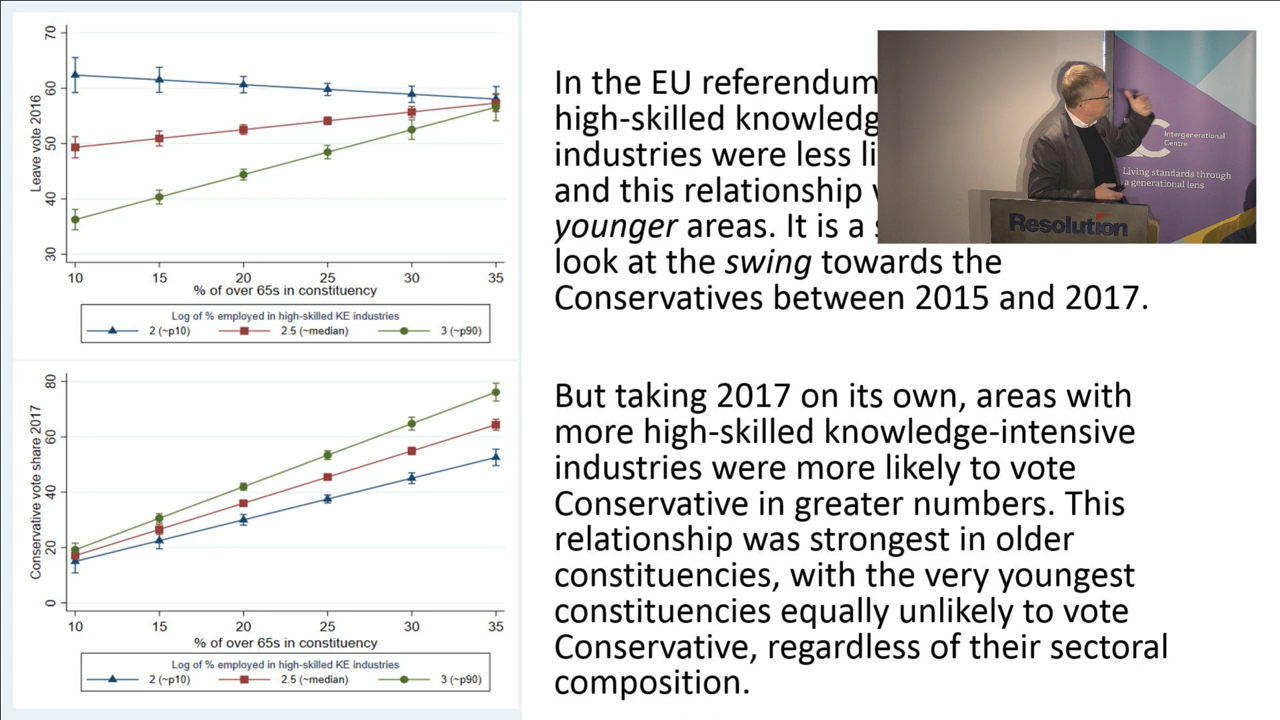 70
60
50
40
30
Leave vote 2016
10 15 20 25 30 35
% of over 65s in constituency
Log of % employed in high-skilled KE industries
2 (~p10) 2.5 (~median) 3 (~p90)
80
60
40
20
0
Conservative vote share 2017
10 15 20 25 30 35
% of over 65s in constituency
Log of % employed in high-skilled KE industries
2 (~p10) 2.5 (~median) 3 (~p90)
In the EU referendum
high-skilled
industries were less
and this relationship
younger areas. It is a
look at the swing towards the
Conservatives between 2015 and 2017.
But taking 2017 on its own, areas with
more high-skilled knowledge-intensive
industries were more likely to vote
Conservative in greater numbers. This
relationship was strongest in older
constituencies, with the very youngest
constituencies equally unlikely to vote
Conservative, regardless of their sectoral
composition.
Intergenerational
Centre
Living standards through
a generational lens
Resolution